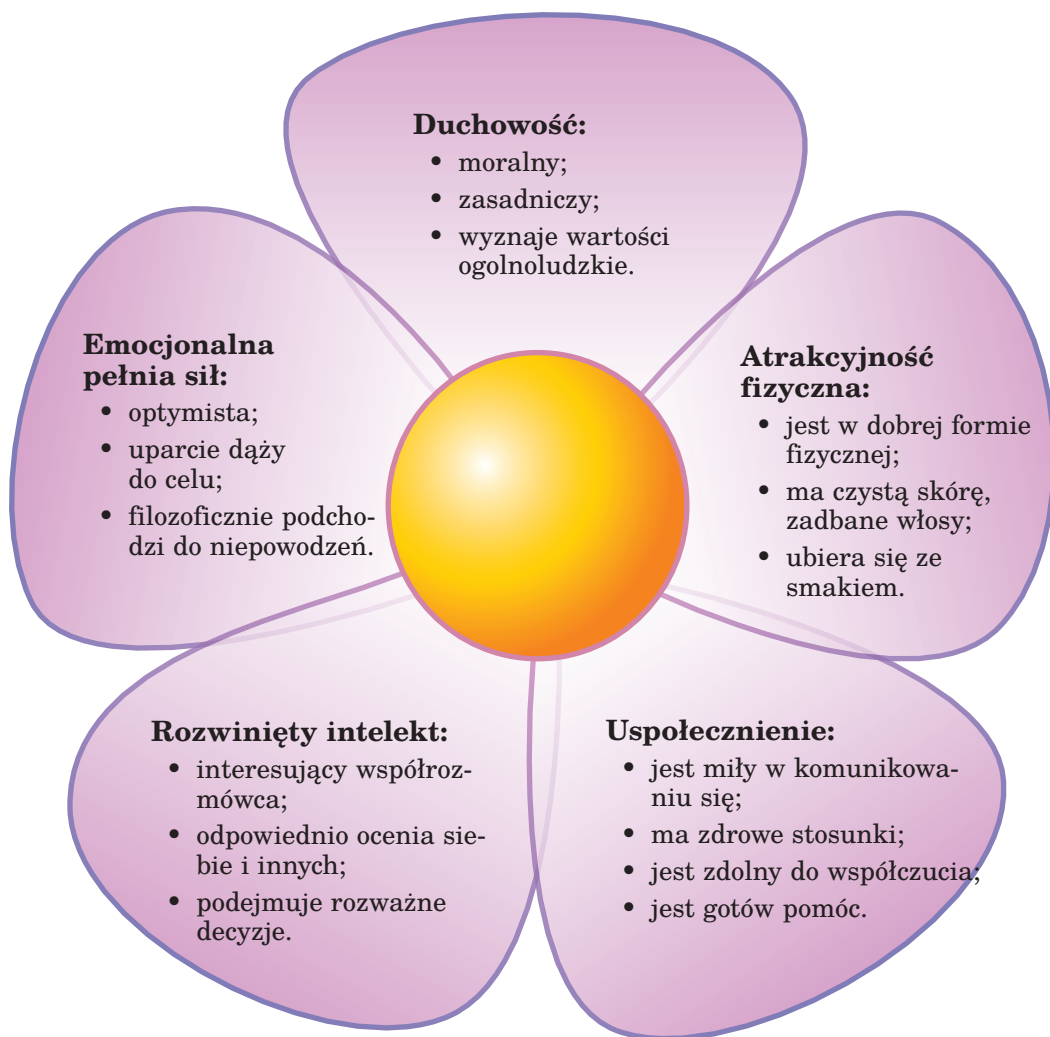 Duchowość:
• moralny;
• zasadniczy;
• wyznaje wartości
ogolnoludzkie.
Emocjonalna
pełnia sił:
• optymista;
• uparcie dąży
do celu;
• filozoficznie podcho-
dzi do niepowodzeń.
Atrakcyjność
fizyczna:
• jest w dobrej formie
fizycznej;
• ma czystą skórę,
zadbane włosy;
• ubiera się ze
smakiem.
Rozwinięty intelekt:
• interesujący współroz-
mówca;
• odpowiednio ocenia sie-
bie i innych;
• podejmuje rozważne
decyzje.
Uspołecznienie:
• jest miły w komunikowa-
niu się;
• ma zdrowe stosunki;
• jest zdolny do współczucia;
• jest gotów pomóc.